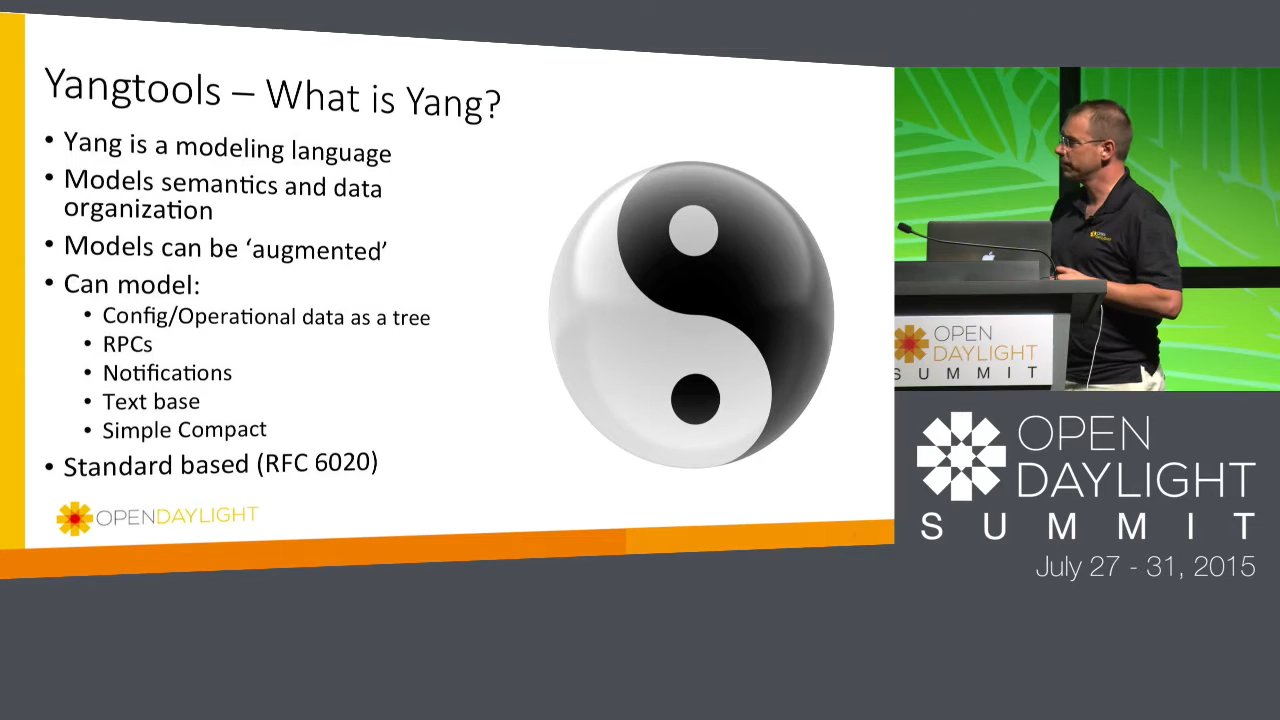 Yangtools – What is Yang?
• Yang is a modeling language
• Models semantics and data
organization
• Models can be ‘augmented’
• Can model:
• Config/Operational data as a tree
• RPCs
• Notifications
• Text base
• Simple Compact
• Standard based (RFC 6020)
OPENDAYLIGHT
OPEN
DAYLIGHT
SUMMIT
OPEN
DAYLIGHT
SUMMIT
July 27 - 31, 2015